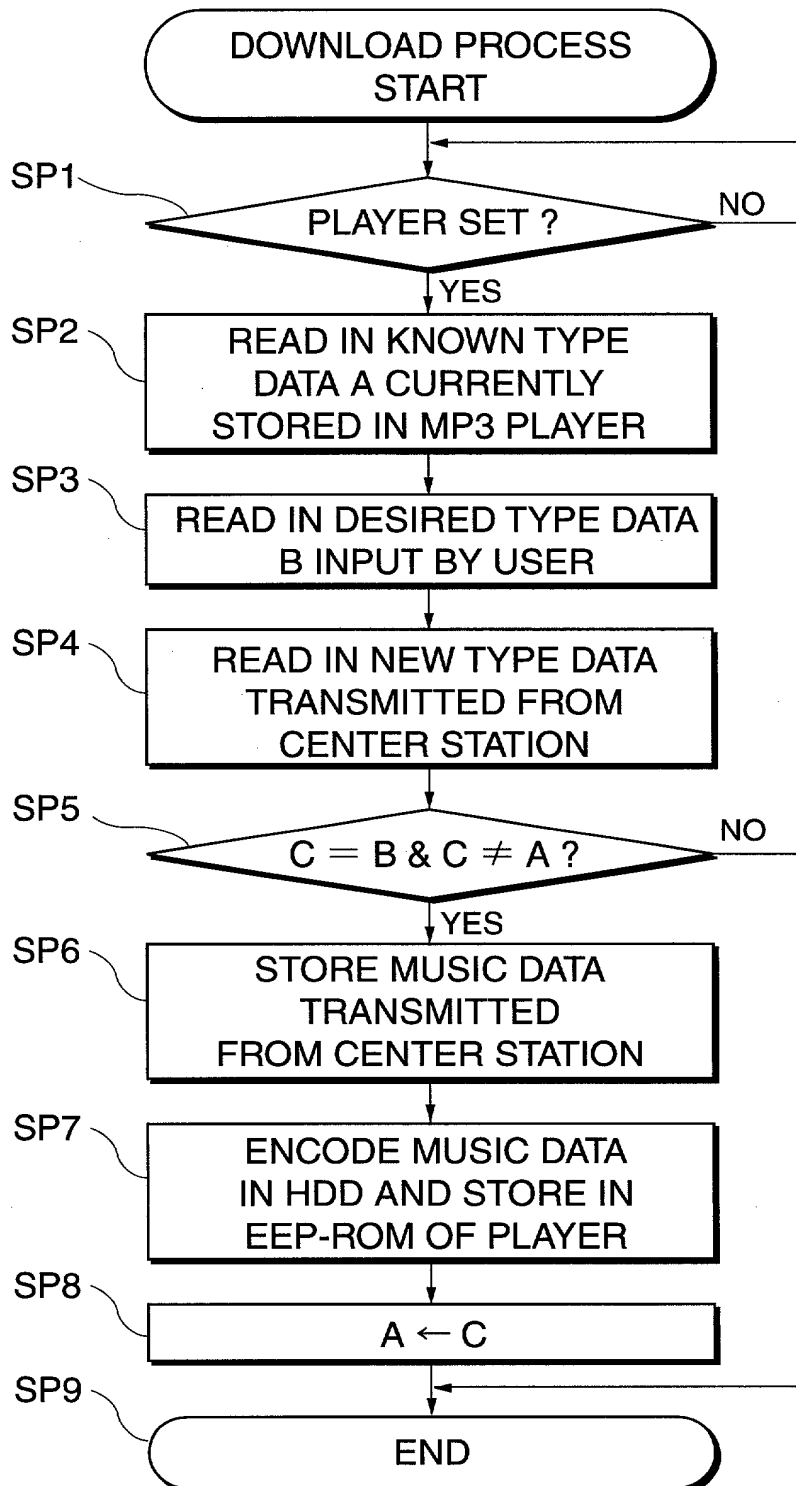 DOWNLOAD PROCESS
START
SP1
PLAYER SET ?
NO
YES
SP2
READ IN KNOWN TYPE
DATA A CURRENTLY
STORED IN MP3 PLAYER
SP3
READ IN DESIRED TYPE DATA
B INPUT BY USER
SP4
READ IN NEW TYPE DATA
TRANSMITTED FROM
CENTER STATION
SP5
C = B & C ≠ A ?
NO
YES
SP6
STORE MUSIC DATA
TRANSMITTED
FROM CENTER STATION
SP7
ENCODE MUSIC DATA
IN HDD AND STORE IN
EEP-ROM OF PLAYER
SP8
A ← C
SP9
END